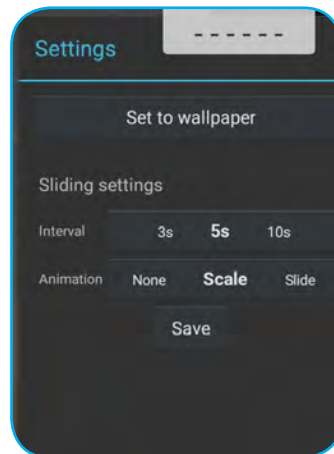 ------
Settings
Set to wallpaper
Sliding settings
Interval 3s 5s 10s
Animation None Scale Slide
Save